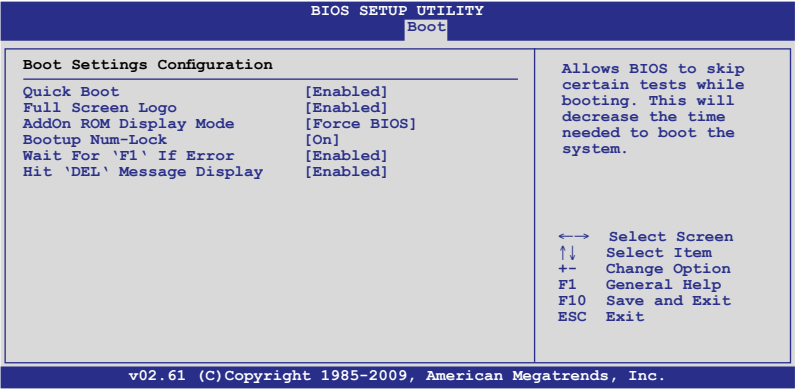 BIOS SETUP UTILITY
Boot
Boot Settings Configuration
Quick Boot [Enabled]
Full Screen Logo [Enabled]
AddOn ROM Display Mode [Force BIOS]
Bootup Num-Lock [On]
Wait For ‘F1‘ If Error [Enabled]
Hit ‘DEL‘ Message Display [Enabled]
Allows BIOS to skip
certain tests while
booting. This will
decrease the time
needed to boot the
system.
←→ Select Screen
↑↓ Select Item
+- Change Option
F1 General Help
F10 Save and Exit
ESC Exit
v02.61 (C)Copyright 1985-2009, American Megatrends, Inc.